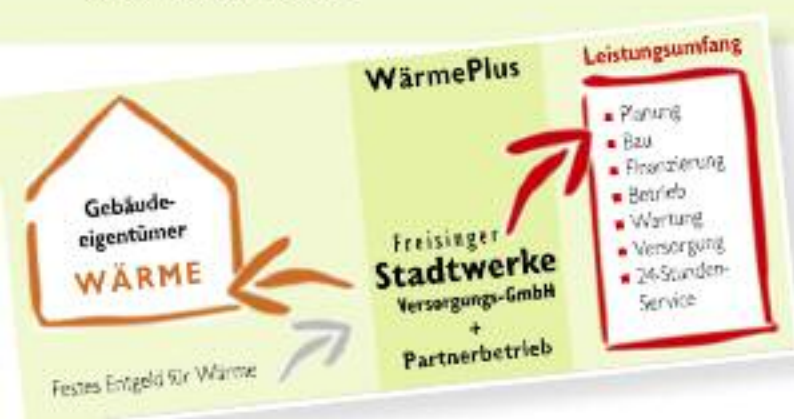 Gebäude-
eigentümer
WÄRME
Festes Entgeld für Wärme
WärmePlus
Freisinger
Stadtwerke
Versorgungs-GmbH
+
Partnerbetrieb
Leistungsumfang
Planung
Bau
Finanzierung
Betrieb
Wartung
Versorgung
24-Stunden-
Service